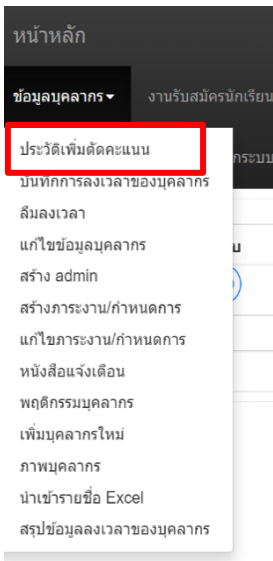 หน้าหลัก
ข้อมูลบุคลากร งานรับสมัครนักเรียน
ประวัติเพิ่มตัดคะแนน
กระบบ
บันทึกการลงเวลาของบุคลากร
ลืมลงเวลา
แก้ไขข้อมูลบุคลากร
สร้าง admin
สร้างภาระงาน/กำหนดการ
แก้ไขภาระงาน/กำหนดการ
หนังสือแจ้งเตือน
พฤติกรรมบุคลากร
เพิ่มบุคลากรใหม่
ภาพบุคลากร
นำเข้ารายชื่อ Excel
สรุปข้อมูลลงเวลาของบุคลากร